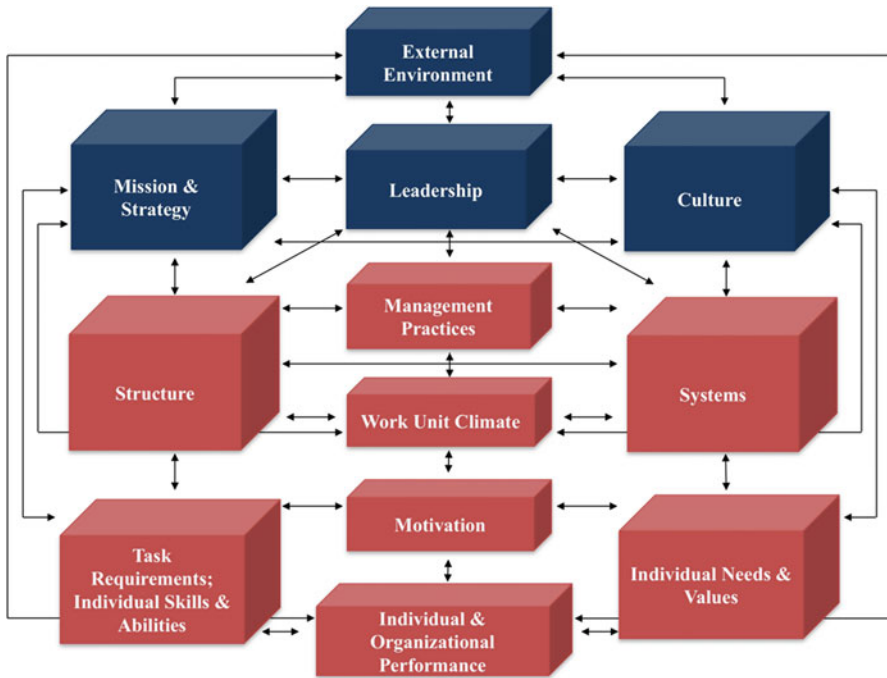 External
Environment
Mission &
Strategy
Leadership
Culture
Management
Practices
Structure
Systems
Work Unit Climate
Motivation
Task
Requirements;
Individual Skills &
Abilities
Individual Needs &
Values
Individual &
Organizational
Performance